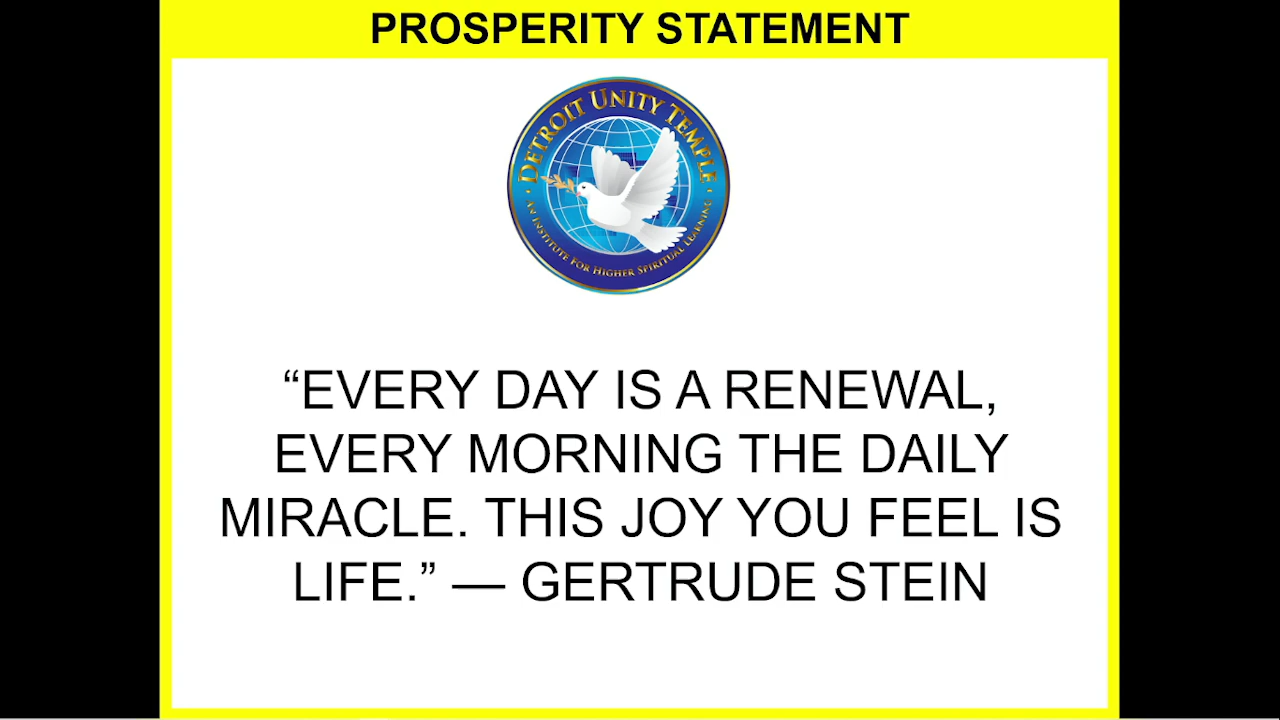 PROSPERITY STATEMENT
DETROIT UNITY TEMPLE
AN INSTITUTE FOR HIGHER SPIRITUAL LEARNING
“EVERY DAY IS A RENEWAL,
EVERY MORNING THE DAILY
MIRACLE. THIS JOY YOU FEEL IS
LIFE.” — GERTRUDE STEIN